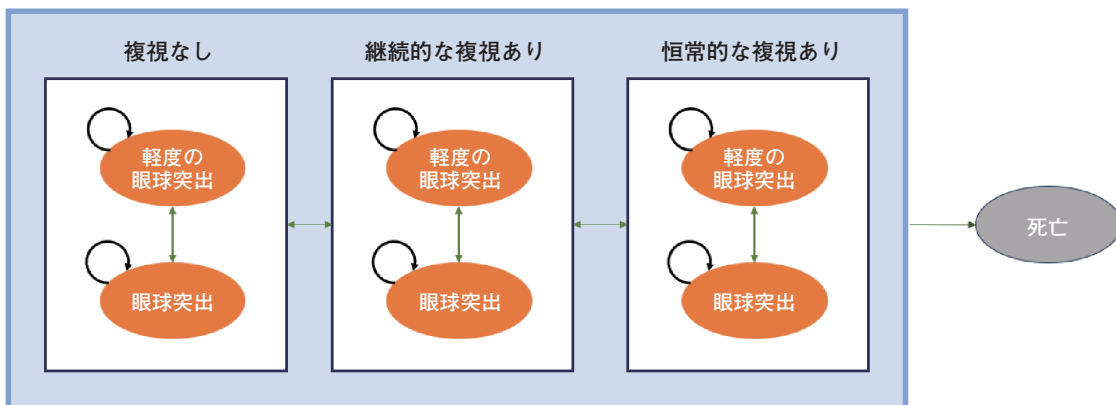 複視なし
継続的な複視あり
恒常的な複視あり
軽度の
眼球突出
軽度の
眼球突出
軽度の
眼球突出
眼球突出
眼球突出
眼球突出
死亡